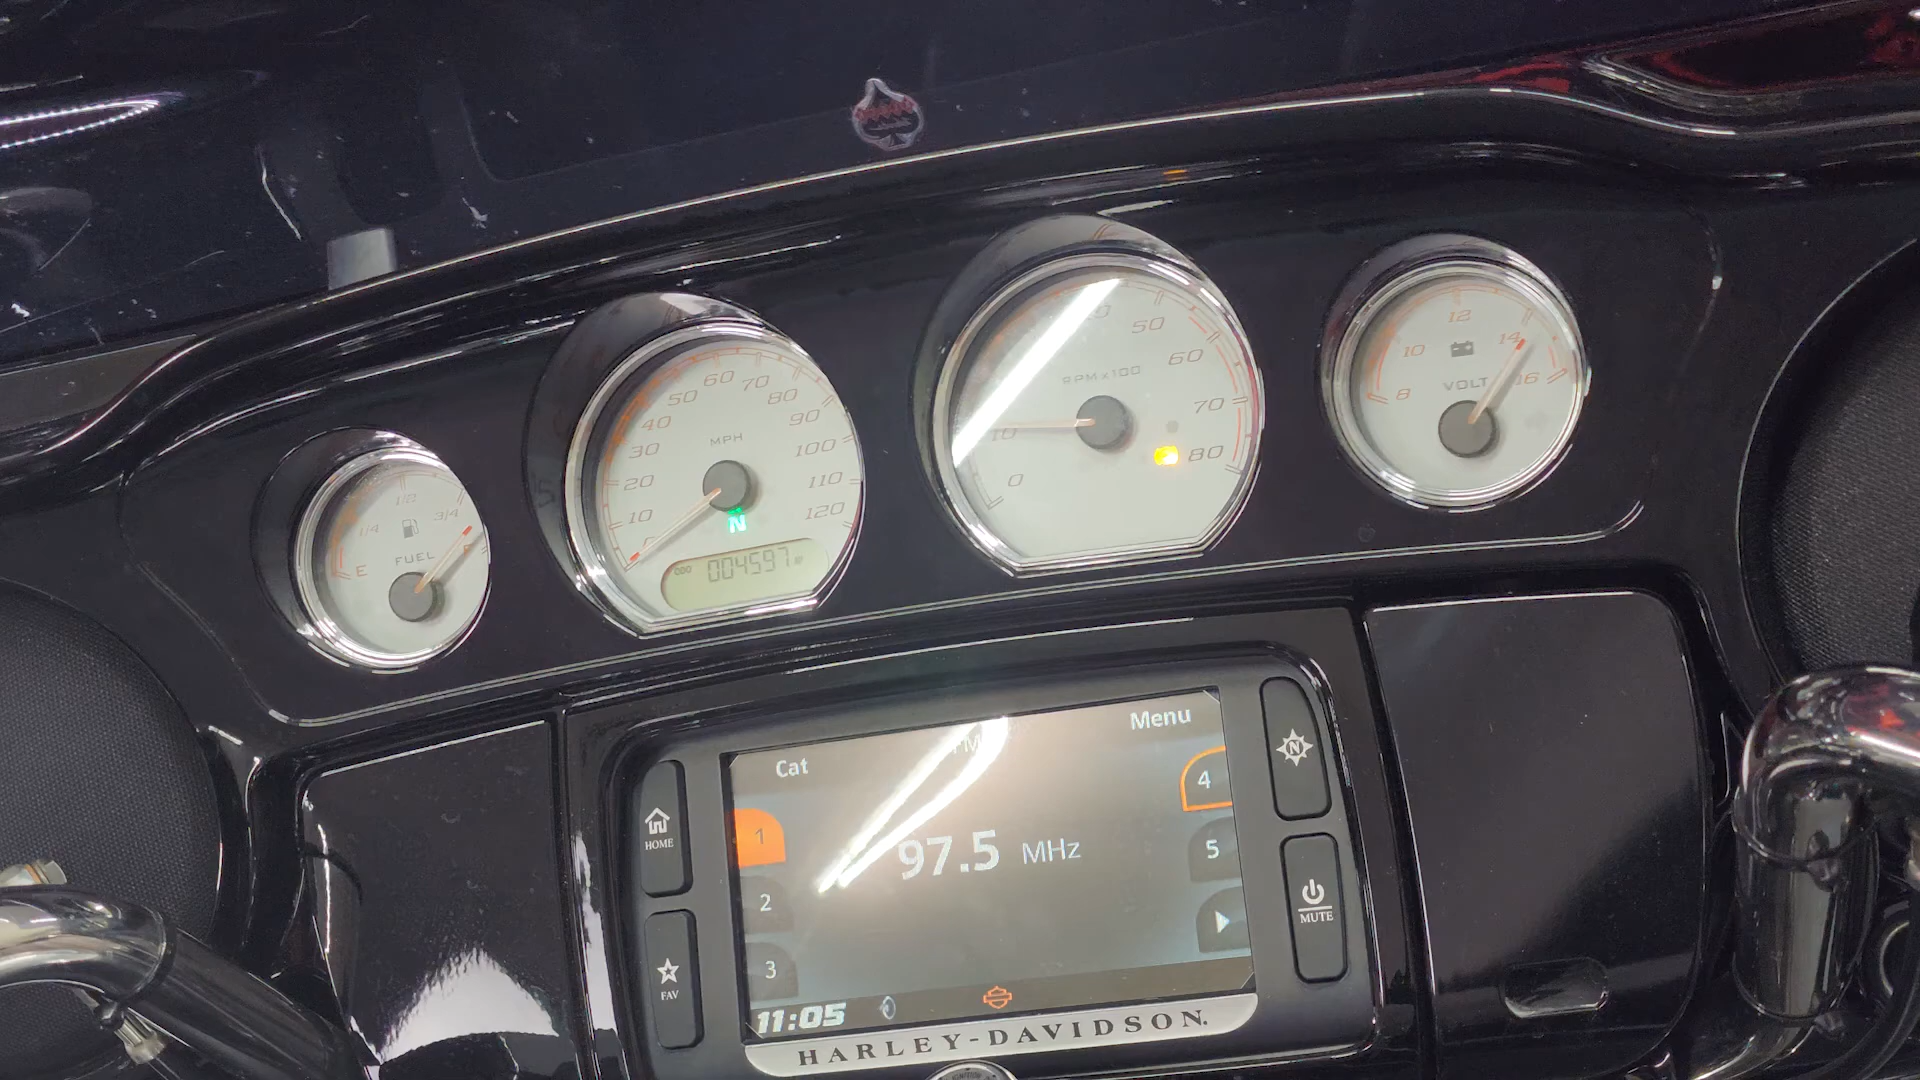 1/4
1/2
3/4
E
FUEL
0
10
20
30
40
50
60
70
80
90
100
110
120
MPH
N
ODO 004597
0
10
50
60
70
80
RPM x100
8
10
12
14
16
VOLT
Cat
Menu
1
2
3
4
5
97.5 MHz
11:05
HOME
FAV
N
MUTE
HARLEY-DAVIDSON